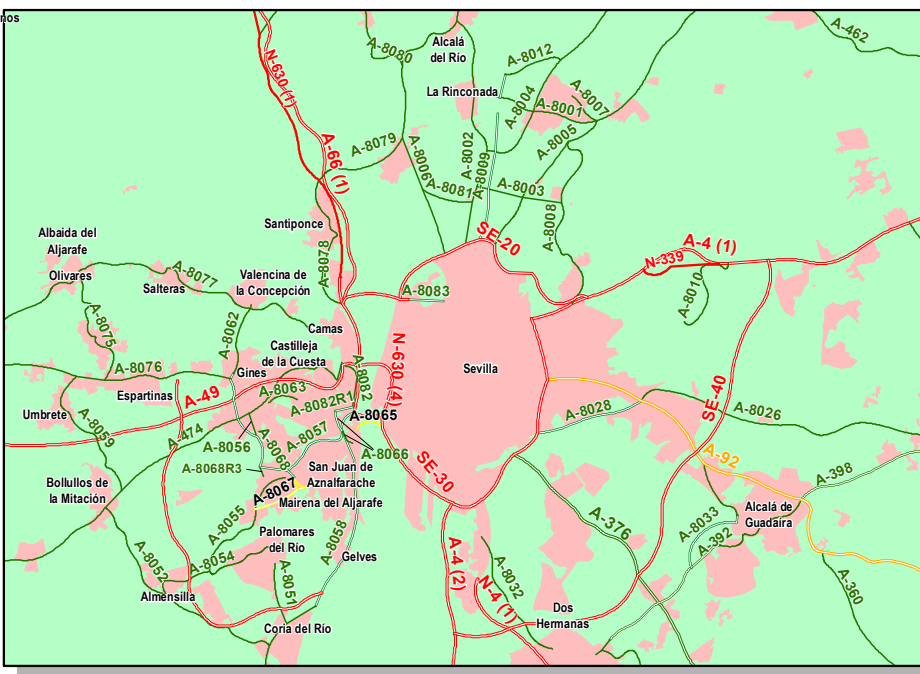 nos
A-8080
Alcalá
del Río
A-8012
A-462
N-630 (1)
La Rinconada
A-8004
A-8007
A-8001
A-8005
A-66 (1)
A-8079
A-8006
A-8002
A-8009
A-8081
A-8003
A-8008
Santiponce
SE-20
A-4 (1)
N-339
Albaida del
Aljarafe
Olivares
A-8077
Salteras
Valencina de
la Concepción
A-8078
A-8083
A-8010
A-8075
A-8062
Camas
Castilleja
de la Cuesta
N-630 (4)
Sevilla
A-8076
Gines
A-8082
A-49
Espartinas
A-8063
A-8082R1
A-8065
Umbrete
A-8059
A-474
A-8028
SE-40
A-8026
A-8056
A-8068
A-8057
A-8066
A-92
A-8068R3
San Juan de
Aznalfarache
SE-30
A-398
Bollullos de
la Mitación
A-8067
Mairena del Aljarafe
Alcalá de
Guadaira
A-8055
A-376
A-8033
A-392
Palomares
del Río
A-8058
Gelves
A-8054
A-8052
A-8051
A-4 (2)
N-4 (1)
A-8032
A-360
Almensilla
Dos
Hermanas
Coria del Río